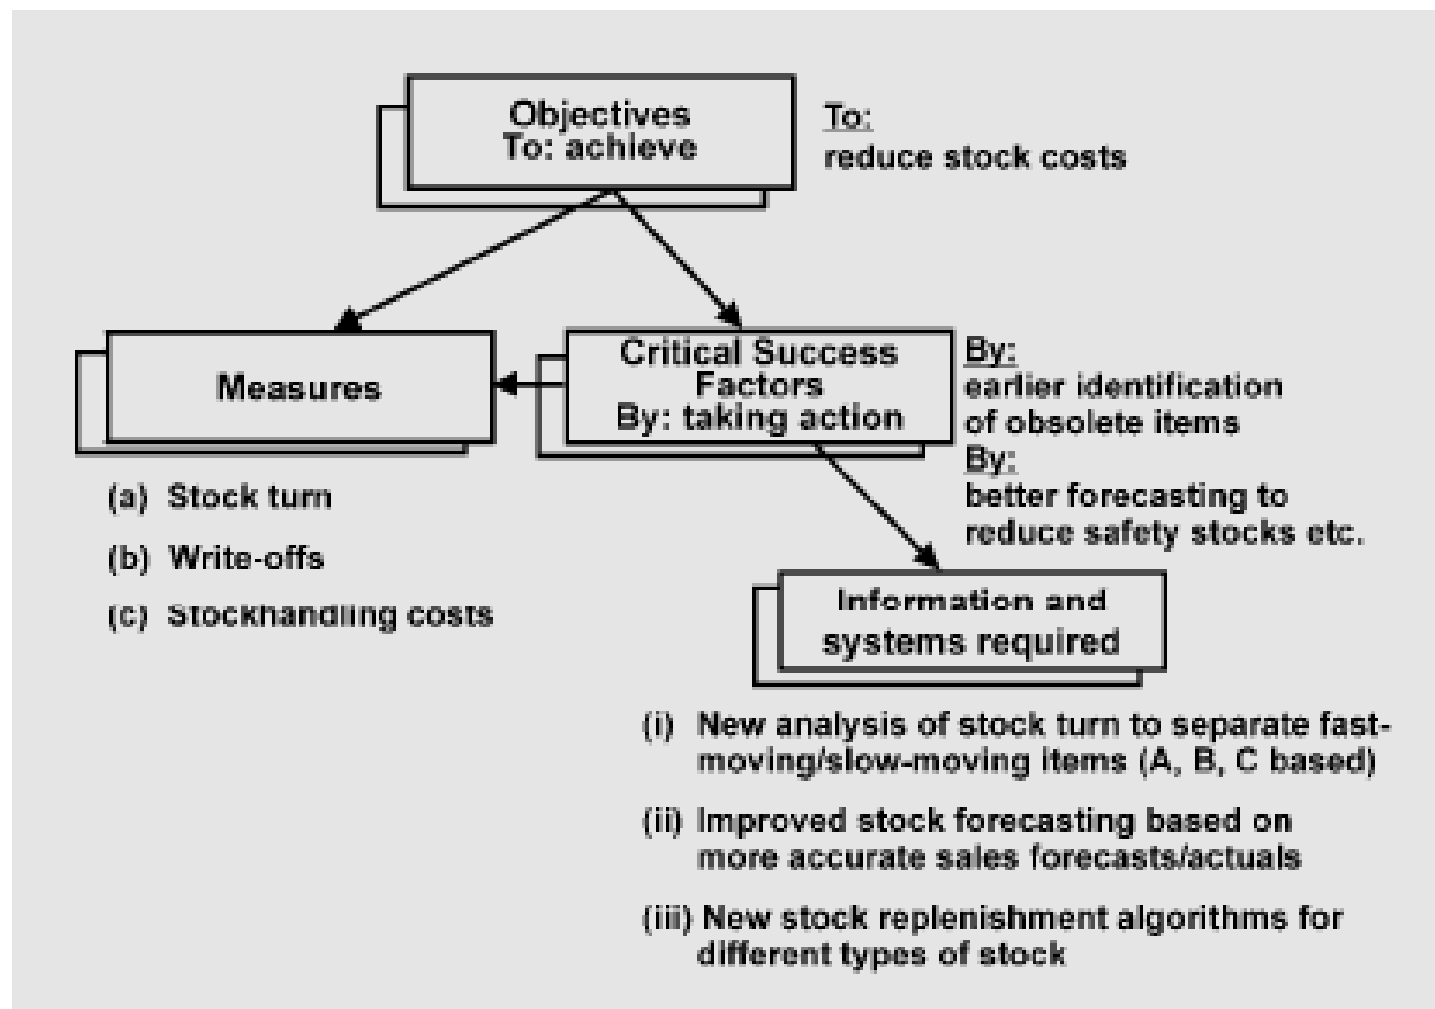 Objectives
To: achieve
To:
reduce stock costs
Measures
Critical Success
Factors
By: taking action
By:
earlier identification
of obsolete items
By:
better forecasting to
reduce safety stocks etc.
(a) Stock turn
(b) Write-offs
(c) Stockhandling costs
Information and
systems required
(i) New analysis of stock turn to separate fast-
moving/slow-moving items (A, B, C based)
(ii) Improved stock forecasting based on
more accurate sales forecasts/actuals
(iii) New stock replenishment algorithms for
different types of stock